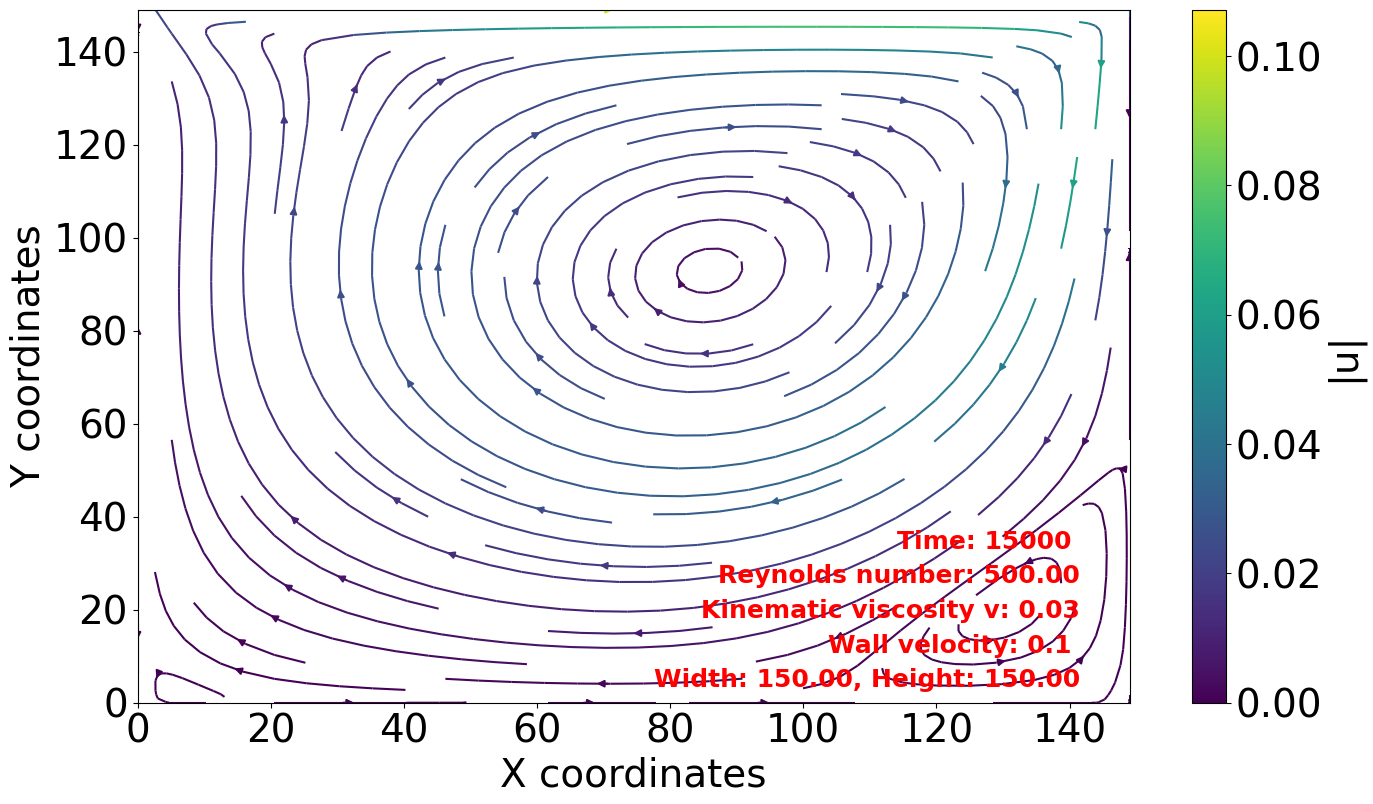 140
120
100
80
60
40
20
0
Y coordinates
0 20 40 60 80 100 120 140
X coordinates
Time: 15000
Reynolds number: 500.00
Kinematic viscosity v: 0.03
Wall velocity: 0.1
Width: 150.00, Height: 150.00
0.10
0.08
0.06
0.04
0.02
0.00
|u|